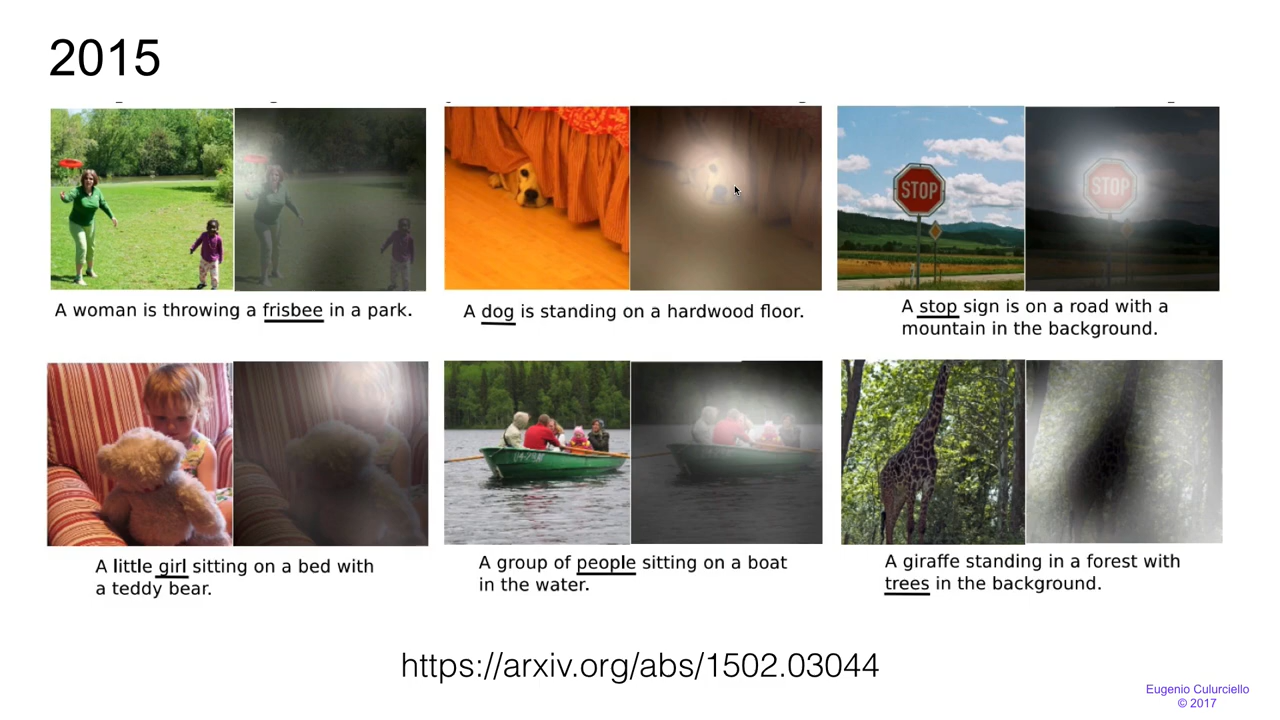 2015
STOP
STOP
A woman is throwing a frisbee in a park.
A dog is standing on a hardwood floor.
A stop sign is on a road with a
mountain in the background.
A little girl sitting on a bed with
a teddy bear.
A group of people sitting on a boat
in the water.
A giraffe standing in a forest with
trees in the background.
https://arxiv.org/abs/1502.03044
Eugenio Culurciello
© 2017